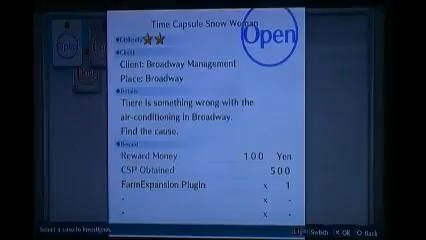 Time Capsule Snow Woman
Open
Difficulty
Client
Client: Broadway Management
Place: Broadway
Details
There is something wrong with the
air-conditioning in Broadway.
Find the cause.
Reward
Reward Money 100 Yen
CSP Obtained 500
FarmExpansion Plugin x 1
- x -
- x -
Open
Select a case to investigate.
Switch × OK O Back